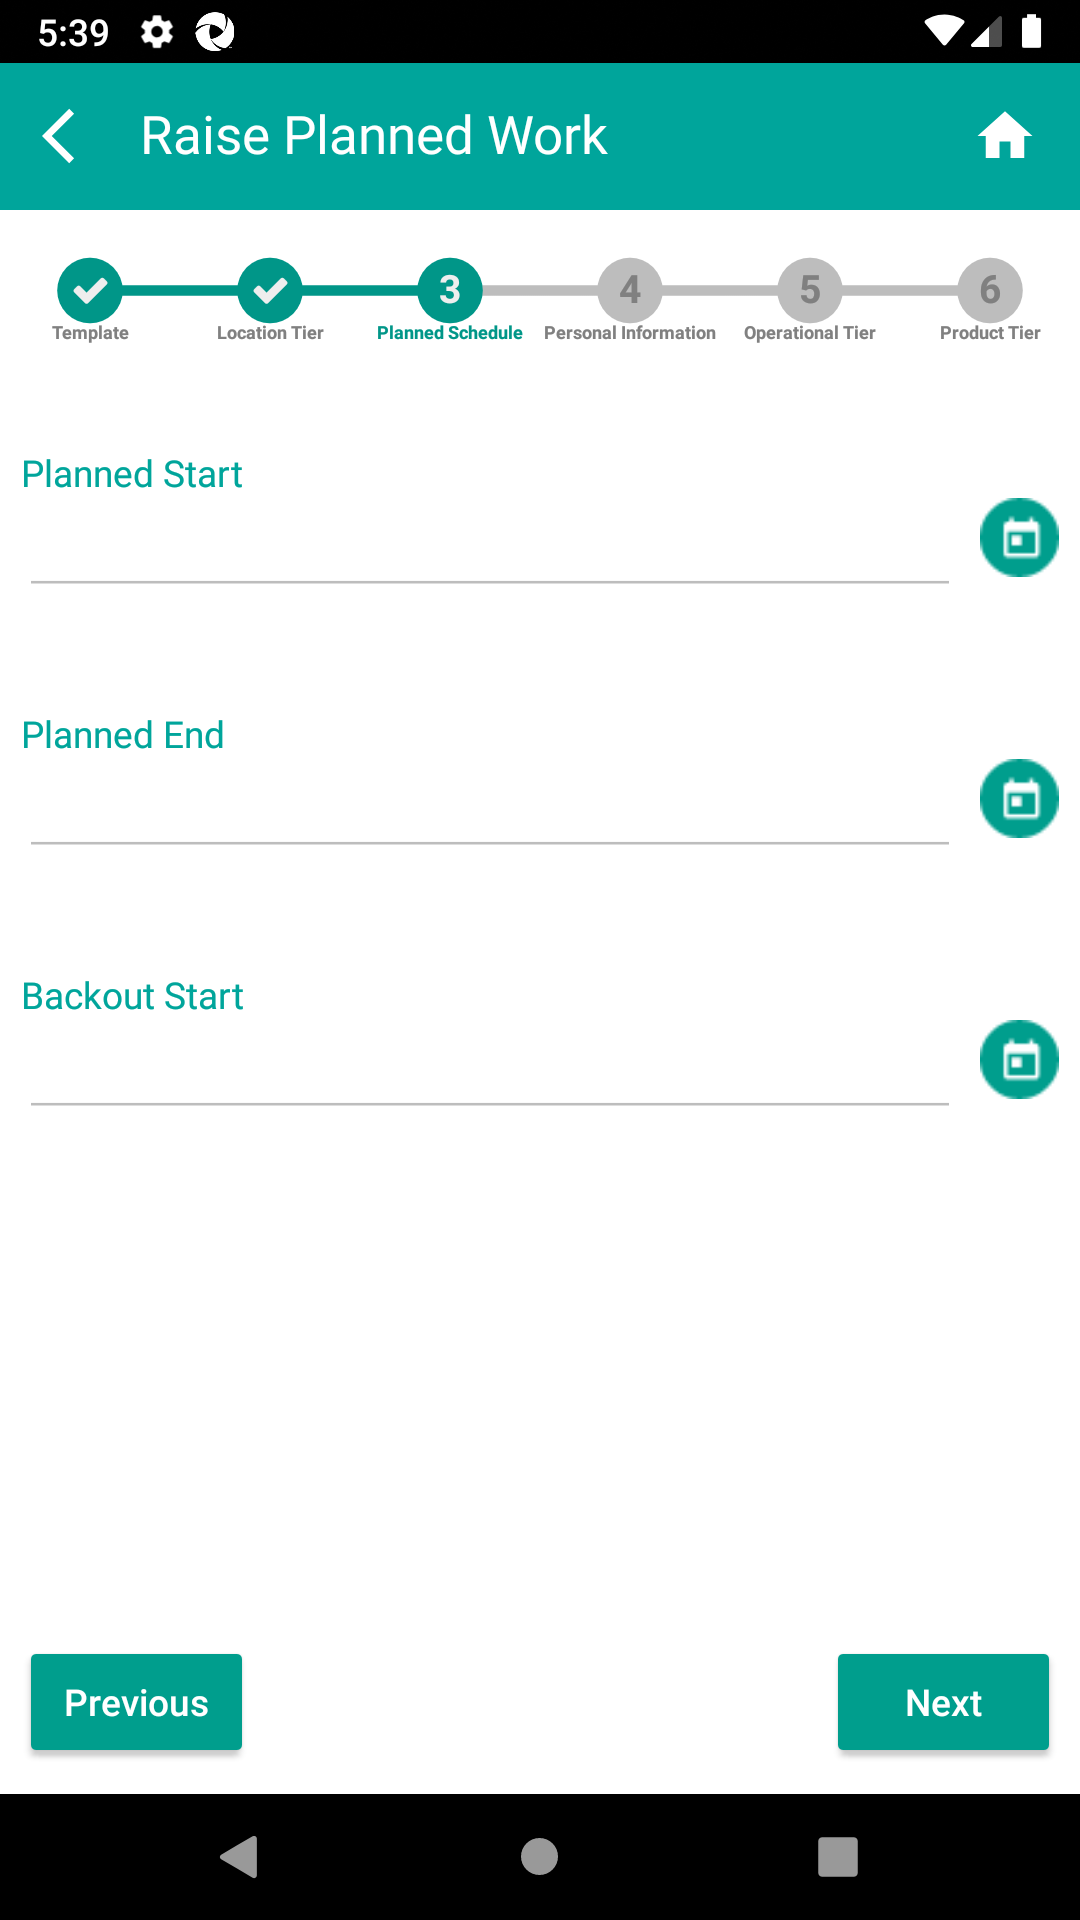 5:39
Raise Planned Work
3
4
5
6
Template
Location Tier
Planned Schedule
Personal Information
Operational Tier
Product Tier
Planned Start
Planned End
Backout Start
Previous
Next